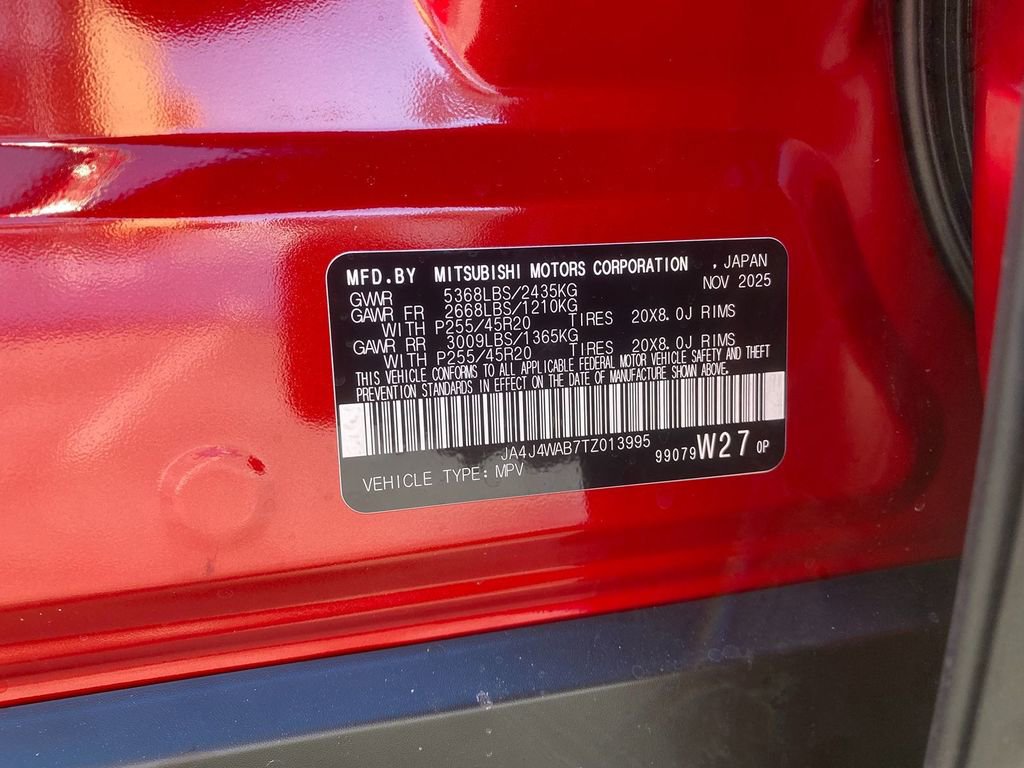 MFD.BY MITSUBISHI MOTORS CORPORATION , JAPAN
NOV 2025
GVWR 5368LBS/2435KG
GAWR FR 2668LBS/1210KG
WITH P255/45R20 TIRES 20X8.0J RIMS
GAWR RR 3009LBS/1365KG
WITH P255/45R20 TIRES 20X8.0J RIMS
THIS VEHICLE CONFORMS TO ALL APPLICABLE FEDERAL MOTOR VEHICLE SAFETY AND THEFT
PREVENTION STANDARDS IN EFFECT ON THE DATE OF MANUFACTURE SHOWN ABOVE.
JA4J4WAB7TZ013995
99079W27 0P
VEHICLE TYPE:MPV